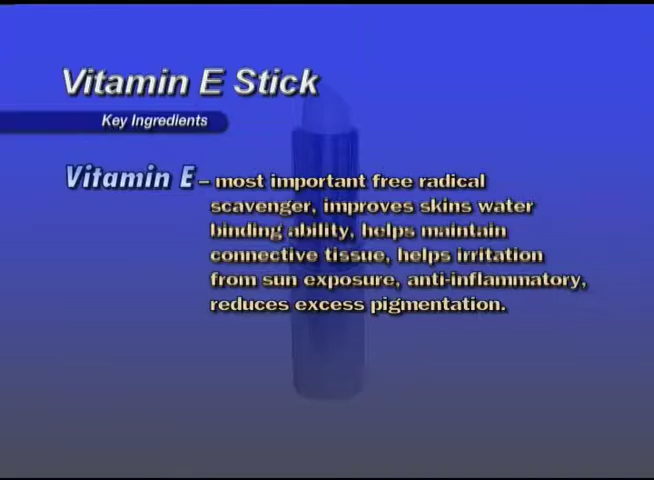 Vitamin E Stick
Key Ingredients
Vitamin E – most important free radical
scavenger, improves skins water
binding ability, helps maintain
connective tissue, helps irritation
from sun exposure, anti-inflammatory,
reduces excess pigmentation.